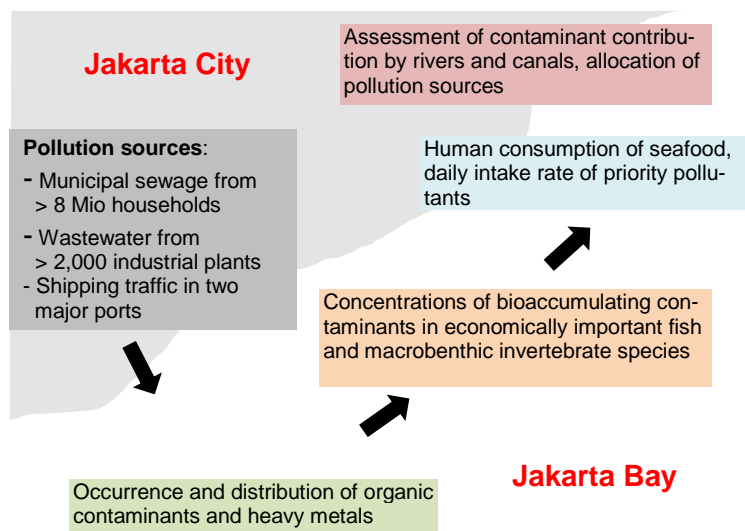 Jakarta City
Assessment of contaminant contribu-
tion by rivers and canals, allocation of
pollution sources
Pollution sources:
- Municipal sewage from
> 8 Mio households
- Wastewater from
> 2,000 industrial plants
- Shipping traffic in two
major ports
Human consumption of seafood,
daily intake rate of priority pollu-
tants
Concentrations of bioaccumulating con-
taminants in economically important fish
and macrobenthic invertebrate species
Jakarta Bay
Occurrence and distribution of organic
contaminants and heavy metals